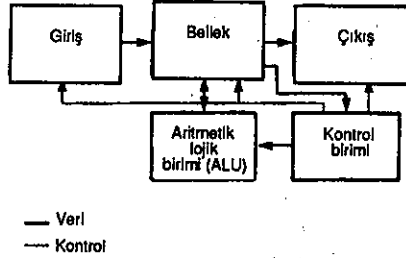 Giriş
Bellek
Çıkış
Aritmetik
lojik
birimi (ALU)
Kontrol
birimi
Veri
Kontrol